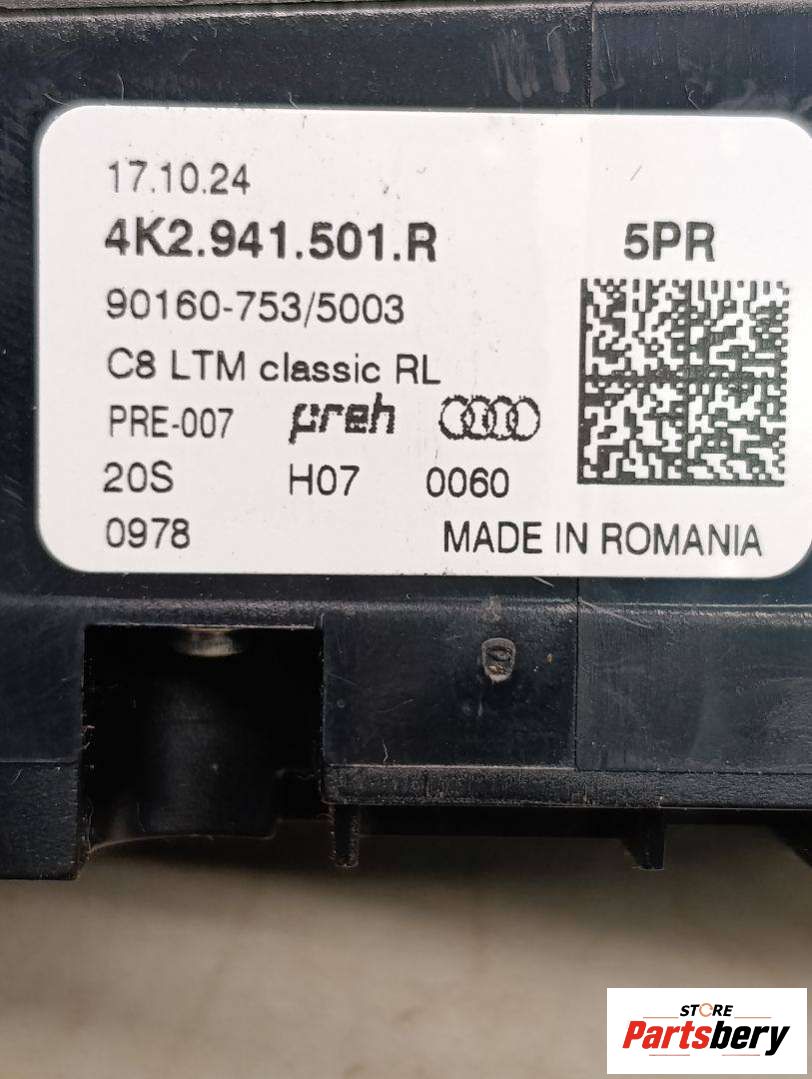 17.10.24
4K2.941.501.R 5PR
90160-753/5003
C8 LTM classic RL
PRE-007 preh
20S H07 0060
0978 MADE IN ROMANIA
STORE
Partsbery